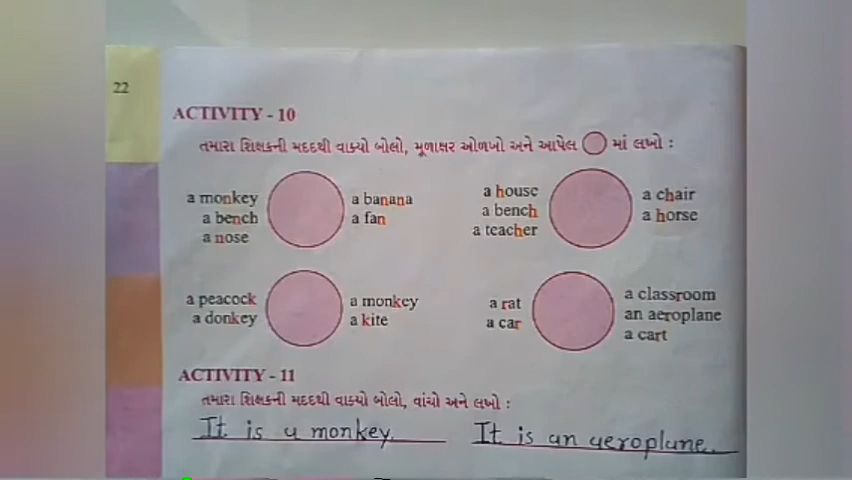 22
ACTIVITY - 10
તમારા શિક્ષકની મદદથી વાક્યો બોલો, મૂળાક્ષર ઓળખો અને આપેલ માં લખો :
a monkey
a bench
a nose
a banana
a fan
a house
a bench
a teacher
a chair
a horse
a peacock
a donkey
a monkey
a kite
a rat
a car
a classroom
an aeroplane
a cart
ACTIVITY - 11
તમારા શિક્ષકની મદદથી વાક્યો બોલો, વાંચો અને લખો :
It is a monkey. It is an aeroplane.